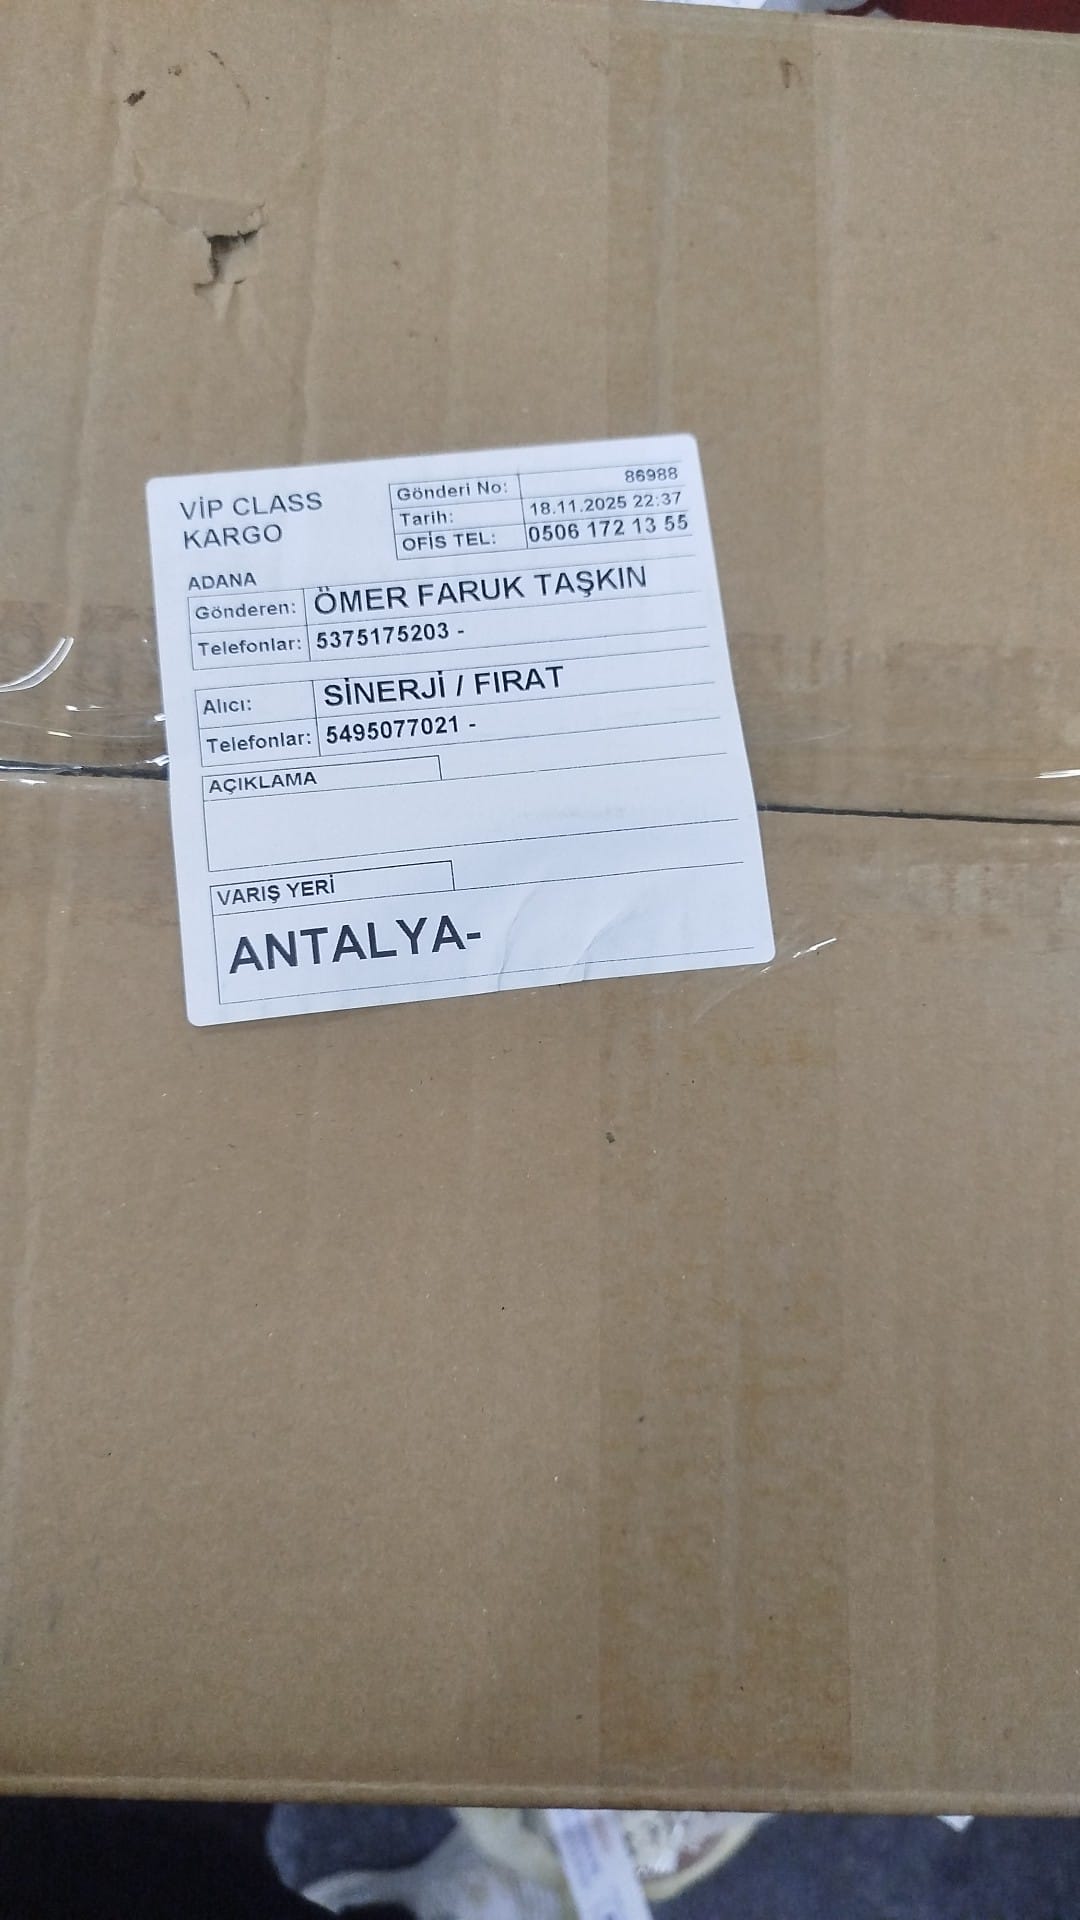 VİP CLASS
KARGO
Gönderi No: 86988
Tarih: 18.11.2025 22:37
OFİS TEL: 0506 172 13 55
ADANA
Gönderen: ÖMER FARUK TAŞKIN
Telefonlar: 5375175203 -
Alıcı: SİNERJİ / FIRAT
Telefonlar: 5495077021 -
AÇIKLAMA
VARIŞ YERİ
ANTALYA-